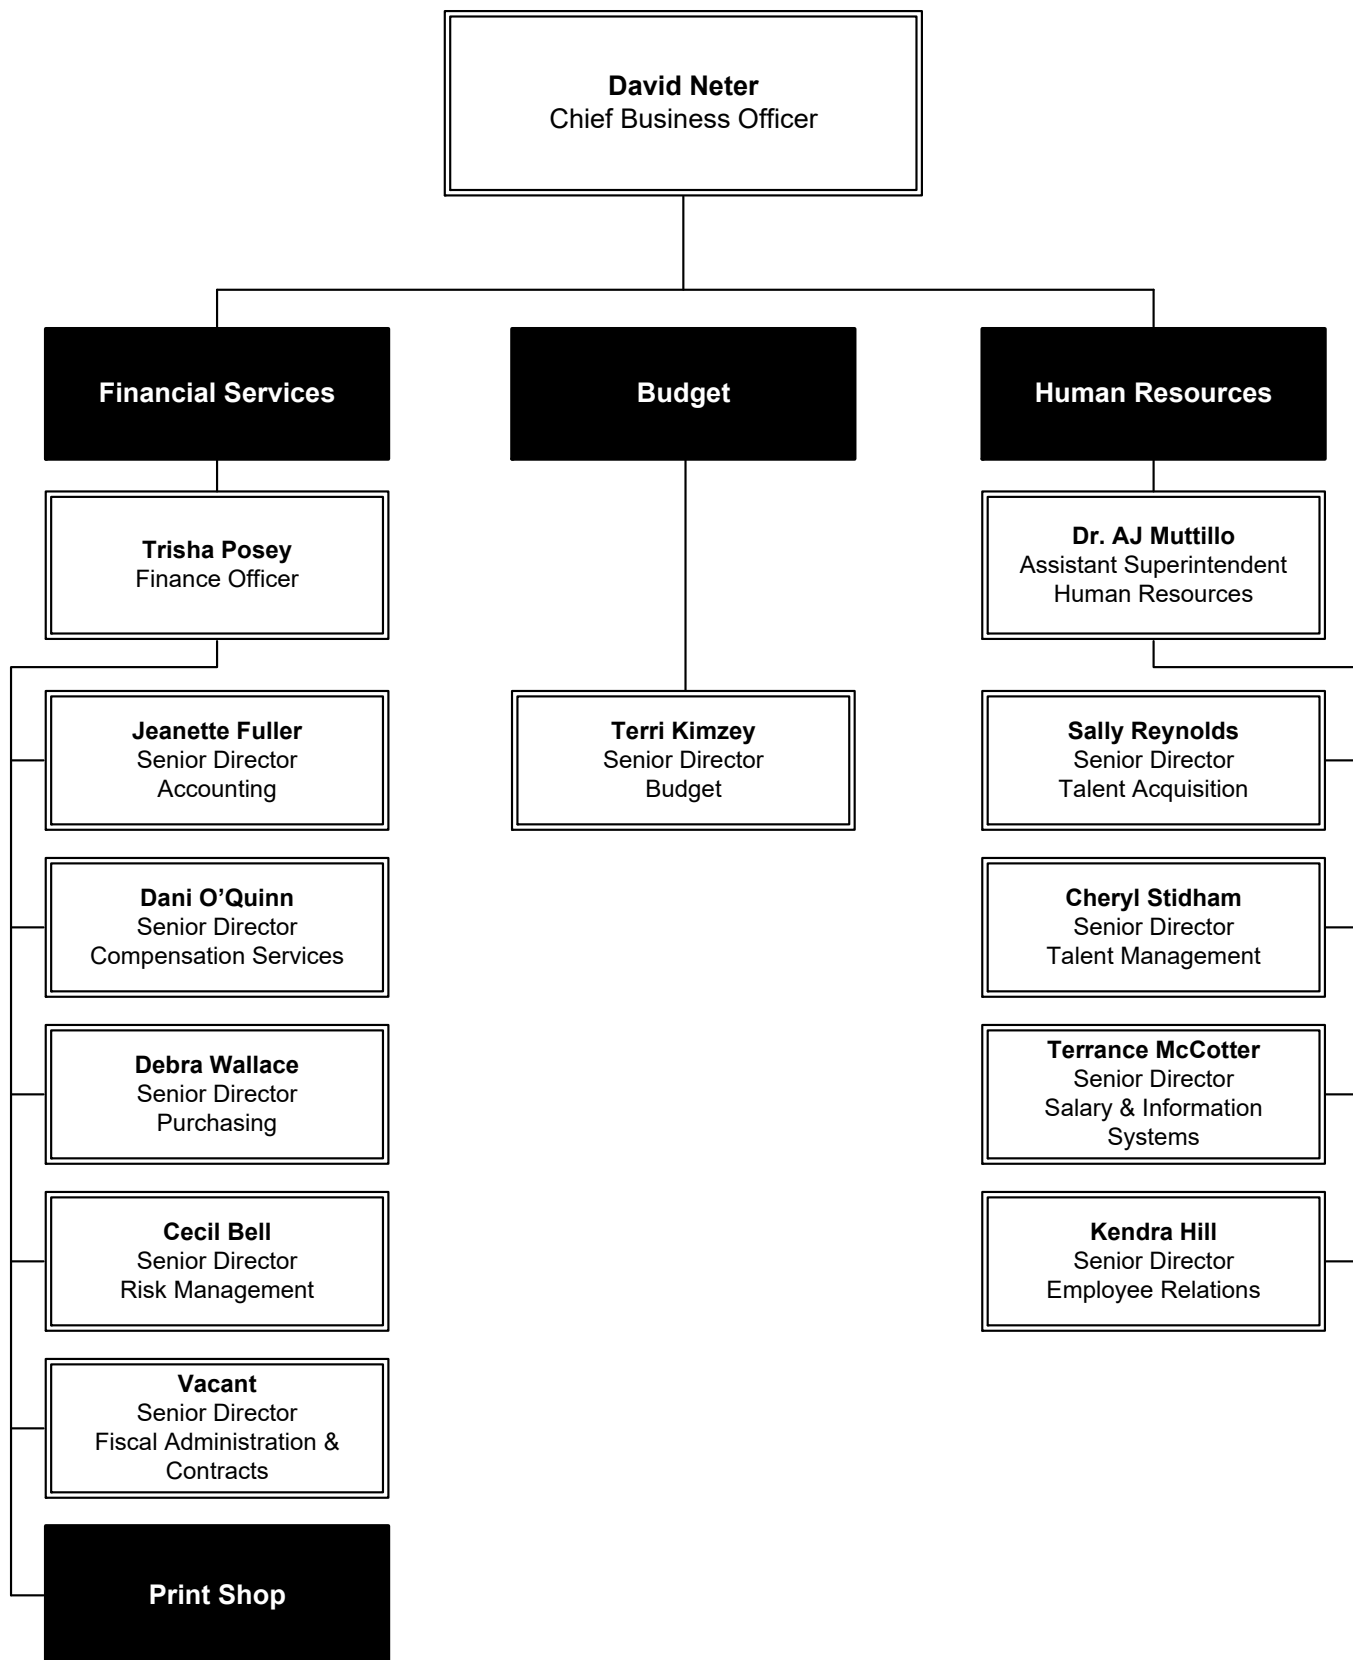 David Neter
Chief Business Officer
Financial Services
Budget
Human Resources
Trisha Posey
Finance Officer
Dr. AJ Muttillo
Assistant Superintendent
Human Resources
Jeanette Fuller
Senior Director
Accounting
Terri Kimzey
Senior Director
Budget
Sally Reynolds
Senior Director
Talent Acquisition
Dani O’Quinn
Senior Director
Compensation Services
Cheryl Stidham
Senior Director
Talent Management
Debra Wallace
Senior Director
Purchasing
Terrance McCotter
Senior Director
Salary & Information
Systems
Cecil Bell
Senior Director
Risk Management
Kendra Hill
Senior Director
Employee Relations
Vacant
Senior Director
Fiscal Administration &
Contracts
Print Shop